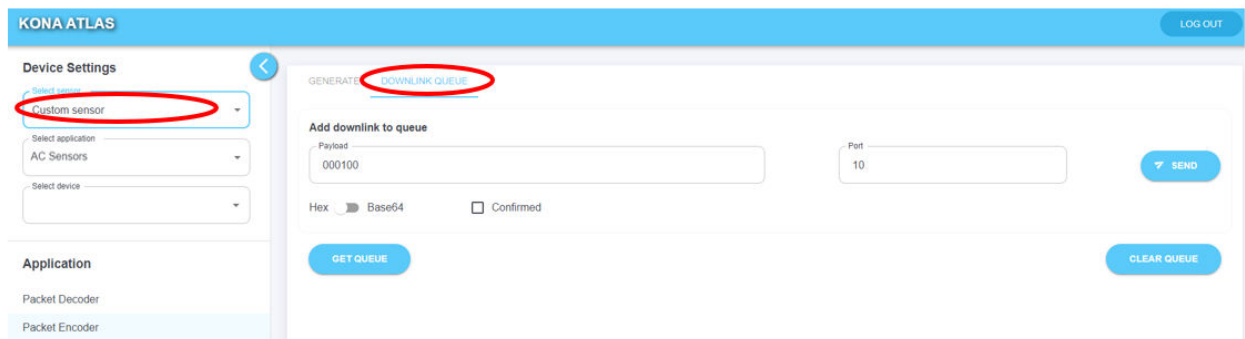 KONA ATLAS
LOG OUT
Device Settings
Select sensor
Custom sensor
Select application
AC Sensors
Select device
Application
Packet Decoder
Packet Encoder
GENERATE
DOWNLINK QUEUE
Add downlink to queue
Payload
000100
Port
10
SEND
Hex
Base64
Confirmed
GET QUEUE
CLEAR QUEUE